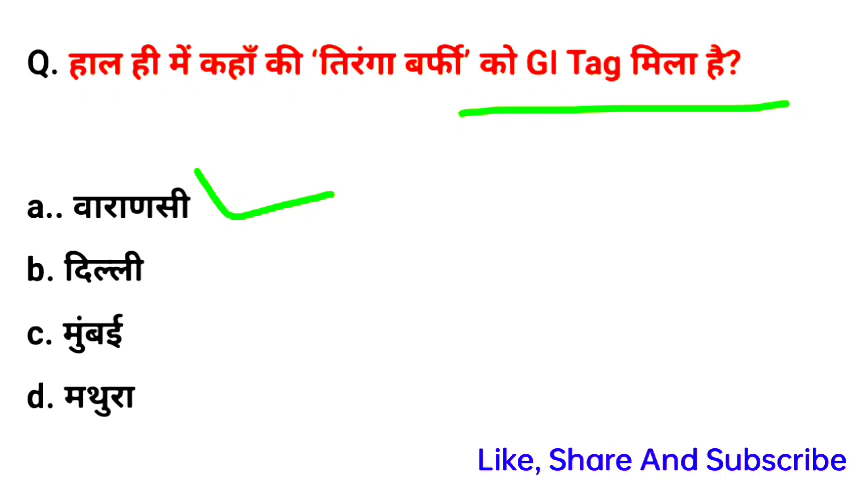 Q. हाल ही में कहाँ की ‘तिरंगा बर्फी’ को GI Tag मिला है?
a.. वाराणसी
b. दिल्ली
c. मुंबई
d. मथुरा
Like, Share And Subscribe